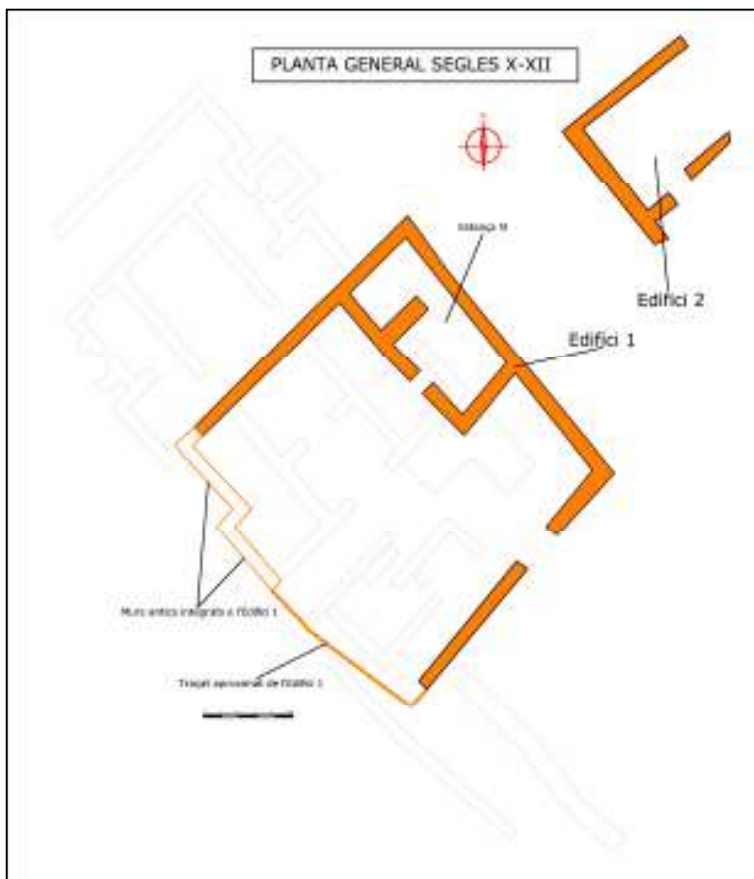 PLANTA GENERAL SEGLES X-XII
Edifici 2
Edifici 1
Murs antics integrats a l'Edifici 1
Traçat aproximat de l'Edifici 1